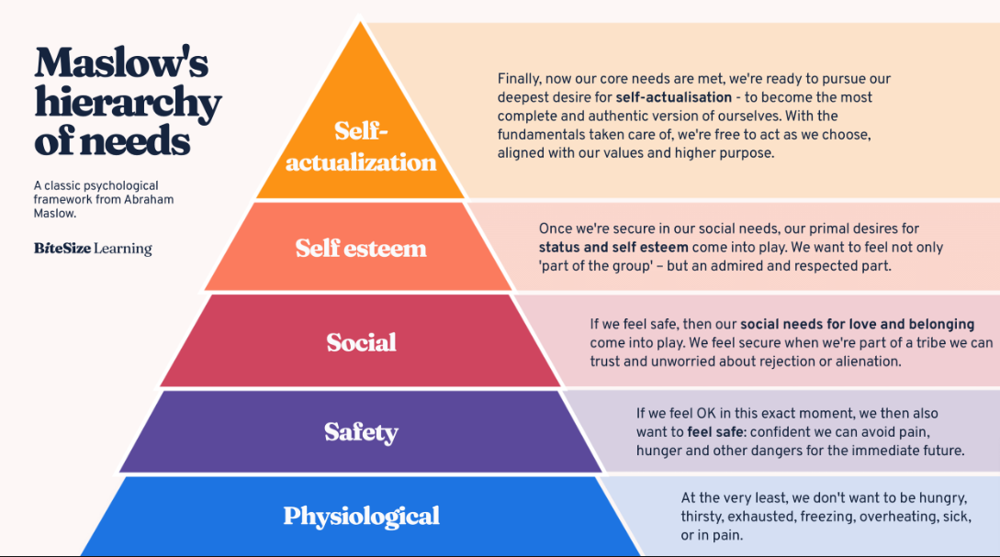 Maslow's
hierarchy
of needs
A classic psychological
framework from Abraham
Maslow.
BiteSize Learning
Self-
actualization
Finally, now our core needs are met, we're ready to pursue our
deepest desire for self-actualisation - to become the most
complete and authentic version of ourselves. With the
fundamentals taken care of, we're free to act as we choose,
aligned with our values and higher purpose.
Self esteem
Once we're secure in our social needs, our primal desires for
status and self esteem come into play. We want to feel not only
'part of the group' – but an admired and respected part.
Social
If we feel safe, then our social needs for love and belonging
come into play. We feel secure when we're part of a tribe we can
trust and unworried about rejection or alienation.
Safety
If we feel OK in this exact moment, we then also
want to feel safe: confident we can avoid pain,
hunger and other dangers for the immediate future.
Physiological
At the very least, we don't want to be hungry,
thirsty, exhausted, freezing, overheating, sick,
or in pain.